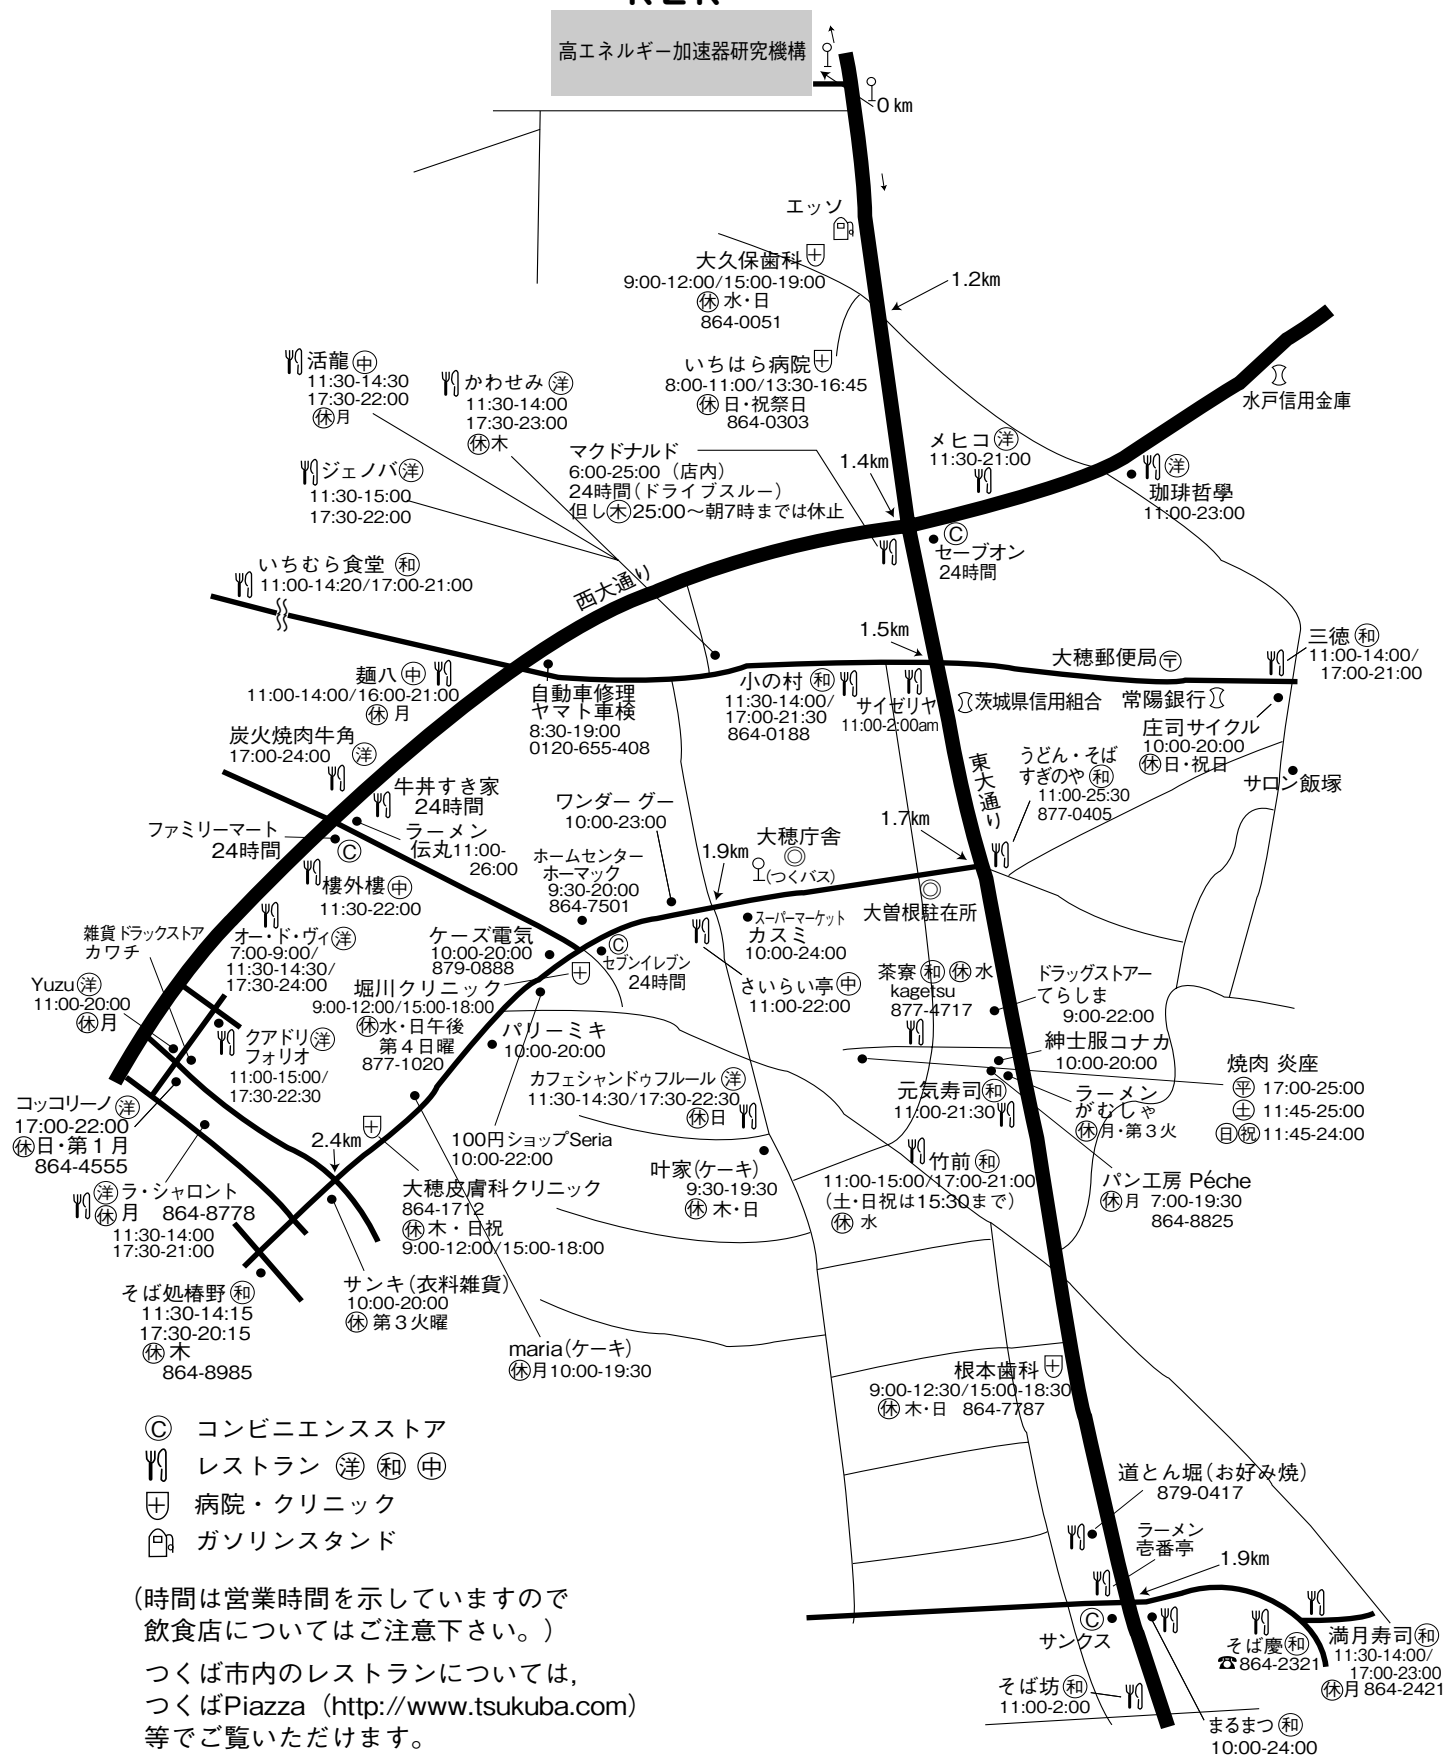 高エネルギー加速器研究機構
0 km
エッソ
大久保歯科
9:00-12:00/15:00-19:00
休 水・日
864-0051
1.2km
いちはら病院
8:00-11:00/13:30-16:45
休 日・祝祭日
864-0303
活龍 中
11:30-14:30
17:30-22:00
休月
かわせみ 洋
11:30-14:00
17:30-23:00
休木
水戸信用金庫
マクドナルド
6:00-25:00（店内）
24時間(ドライブスルー)
但し木25:00〜朝7時までは休止
1.4km
メヒコ 洋
11:30-21:00
洋
珈琲哲學
11:00-23:00
ジェノバ 洋
11:30-15:00
17:30-22:00
C
セーブオン
24時間
いちむら食堂 和
11:00-14:20/17:00-21:00
西大通り
1.5km
大穂郵便局 〒
三徳 和
11:00-14:00/
17:00-21:00
麺八 中
11:00-14:00/16:00-21:00
休 月
自動車修理
ヤマト車検
8:30-19:00
0120-655-408
小の村 和
11:30-14:00/
17:00-21:30
864-0188
サイゼリヤ
11:00-2:00am
茨城県信用組合
常陽銀行
庄司サイクル
10:00-20:00
休日・祝日
サロン飯塚
炭火焼肉牛角
17:00-24:00 洋
東大通り
うどん・そば
すぎのや 和
11:00-25:30
877-0405
牛丼すき家
24時間
ファミリーマート
24時間
C
ラーメン
伝丸11:00-
26:00
ワンダー グー
10:00-23:00
大穂庁舎
◎
(つくバス)
1.7km
1.9km
ホームセンター
ホーマック
9:30-20:00
864-7501
樓外樓 中
11:30-22:00
◎
大曽根駐在所
スーパーマーケット
カスミ
10:00-24:00
雑貨 ドラックストア
カワチ
オー・ド・ヴィ 洋
7:00-9:00/
11:30-14:30/
17:30-24:00
ケーズ電気
10:00-20:00
879-0888
C
セブンイレブン
24時間
さいらい亭 中
11:00-22:00
茶寮 和 休 水
kagetsu
877-4717
ドラッグストアー
てらしま
9:00-22:00
Yuzu 洋
11:00-20:00
休月
堀川クリニック
9:00-12:00/15:00-18:00
休水・日午後
第４日曜
877-1020
クアドリ 洋
フォリオ
11:00-15:00/
17:30-22:30
パリーミキ
10:00-20:00
紳士服コナカ
10:00-20:00
焼肉 炎座
平 17:00-25:00
土 11:45-25:00
日祝 11:45-24:00
カフェシャンドゥフルール 洋
11:30-14:30/17:30-22:30
休日
元気寿司 和
11:00-21:30
ラーメン
がむしゃ
休月・第３火
コッコリーノ 洋
17:00-22:00
休日・第１月
864-4555
2.4km
100円ショップSeria
10:00-22:00
叶家(ケーキ)
9:30-19:30
休 木・日
竹前 和
11:00-15:00/17:00-21:00
(土・日祝は15:30まで)
休 水
パン工房 Péche
休月 7:00-19:30
864-8825
洋 ラ・シャロント
休 月 864-8778
11:30-14:00
17:30-21:00
大穂皮膚科クリニック
864-1712
休 木・日祝
9:00-12:00/15:00-18:00
そば処椿野 和
11:30-14:15
17:30-20:15
休 木
864-8985
サンキ(衣料雑貨)
10:00-20:00
休 第３火曜
maria(ケーキ)
休月10:00-19:30
根本歯科
9:00-12:30/15:00-18:30
休 木・日 864-7787
C コンビニエンスストア
レストラン 洋 和 中
病院・クリニック
ガソリンスタンド
道とん堀(お好み焼)
879-0417
ラーメン
壱番亭
1.9km
C
サンクス
そば慶 和
☎864-2321
満月寿司 和
11:30-14:00/
17:00-23:00
休月 864-2421
そば坊 和
11:00-2:00
まるまつ 和
10:00-24:00
(時間は営業時間を示していますので
飲食店についてはご注意下さい。)
つくば市内のレストランについては,
つくばPiazza（http://www.tsukuba.com)
等でご覧いただけます。